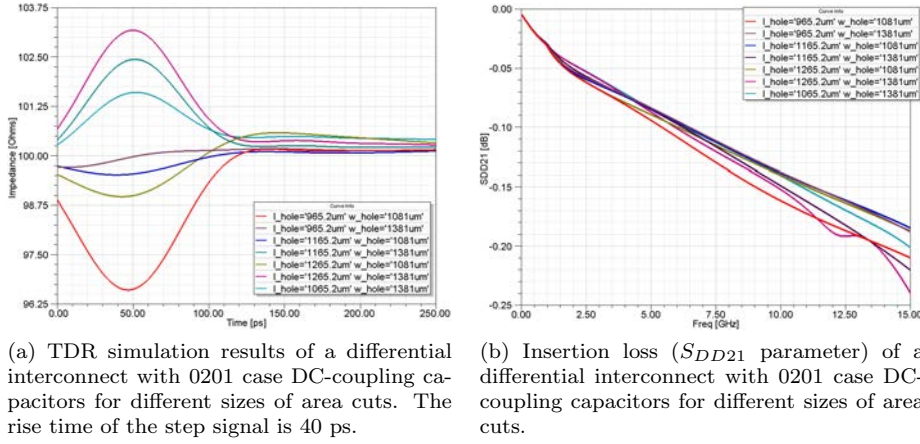 103.75
102.50
101.25
100.00
98.75
97.50
96.25
Impedance [Ohms]
0.00
50.00
100.00
150.00
200.00
250.00
Time [ps]
Curve Info
l_hole='965.2um' w_hole='1081um'
l_hole='965.2um' w_hole='1381um'
l_hole='1165.2um' w_hole='1081um'
l_hole='1165.2um' w_hole='1381um'
l_hole='1265.2um' w_hole='1081um'
l_hole='1265.2um' w_hole='1381um'
l_hole='1065.2um' w_hole='1381um'
0.00
-0.05
-0.10
-0.15
-0.20
-0.25
SDD21 [dB]
0.00
2.50
5.00
7.50
10.00
12.50
15.00
Freq [GHz]
Curve Info
l_hole='965.2um' w_hole='1081um'
l_hole='965.2um' w_hole='1381um'
l_hole='1165.2um' w_hole='1081um'
l_hole='1165.2um' w_hole='1381um'
l_hole='1265.2um' w_hole='1081um'
l_hole='1265.2um' w_hole='1381um'
l_hole='1065.2um' w_hole='1381um'
(a) TDR simulation results of a differential
interconnect with 0201 case DC-coupling ca-
pacitors for different sizes of area cuts. The
rise time of the step signal is 40 ps.
(b) Insertion loss (SDD21 parameter) of a
differential interconnect with 0201 case DC-
coupling capacitors for different sizes of area
cuts.